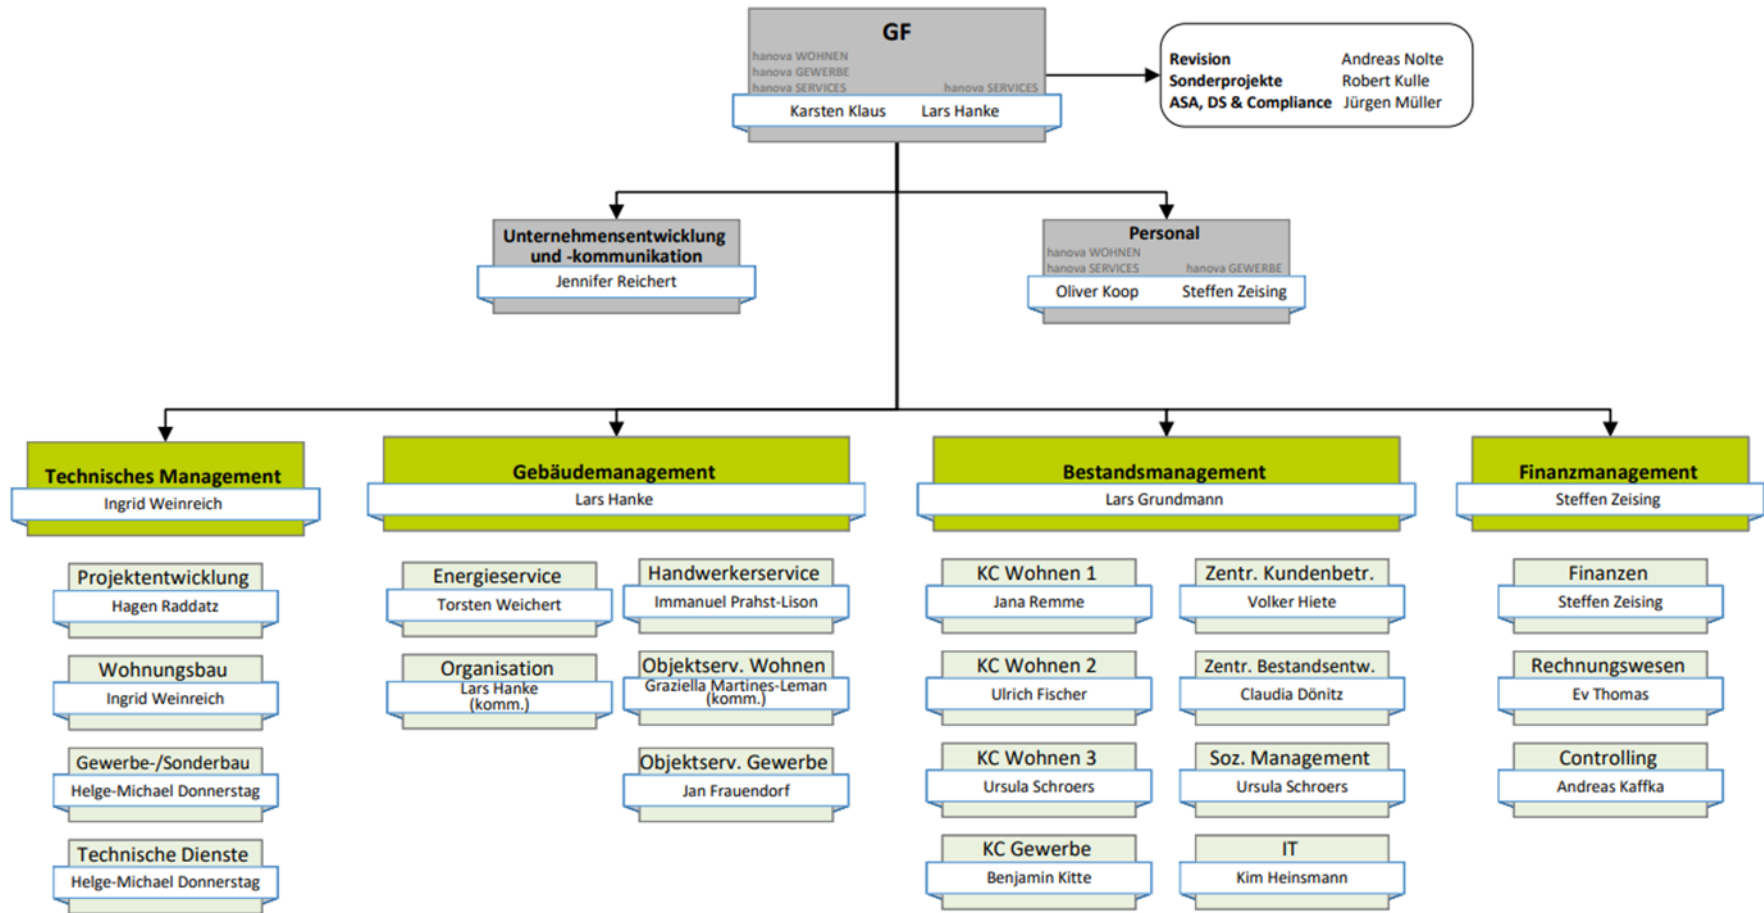 GF
hanova WOHNEN
hanova GEWERBE
hanova SERVICES hanova SERVICES
Karsten Klaus Lars Hanke
Revision Andreas Nolte
Sonderprojekte Robert Kulle
ASA, DS & Compliance Jürgen Müller
Unternehmensentwicklung
und -kommunikation
Jennifer Reichert
Personal
hanova WOHNEN
hanova SERVICES hanova GEWERBE
Oliver Koop Steffen Zeising
Technisches Management
Ingrid Weinreich
Projektentwicklung
Hagen Raddatz
Wohnungsbau
Ingrid Weinreich
Gewerbe-/Sonderbau
Helge-Michael Donnerstag
Technische Dienste
Helge-Michael Donnerstag
Gebäudemanagement
Lars Hanke
Energieservice
Torsten Weichert
Organisation
Lars Hanke
(komm.)
Handwerkerservice
Immanuel Prahst-Lison
Objektserv. Wohnen
Graziella Martines-Leman
(komm.)
Objektserv. Gewerbe
Jan Frauendorf
Bestandsmanagement
Lars Grundmann
KC Wohnen 1
Jana Remme
KC Wohnen 2
Ulrich Fischer
KC Wohnen 3
Ursula Schroers
KC Gewerbe
Benjamin Kitte
Zentr. Kundenbetr.
Volker Hiete
Zentr. Bestandsentw.
Claudia Dönitz
Soz. Management
Ursula Schroers
IT
Kim Heinsmann
Finanzmanagement
Steffen Zeising
Finanzen
Steffen Zeising
Rechnungswesen
Ev Thomas
Controlling
Andreas Kaffka